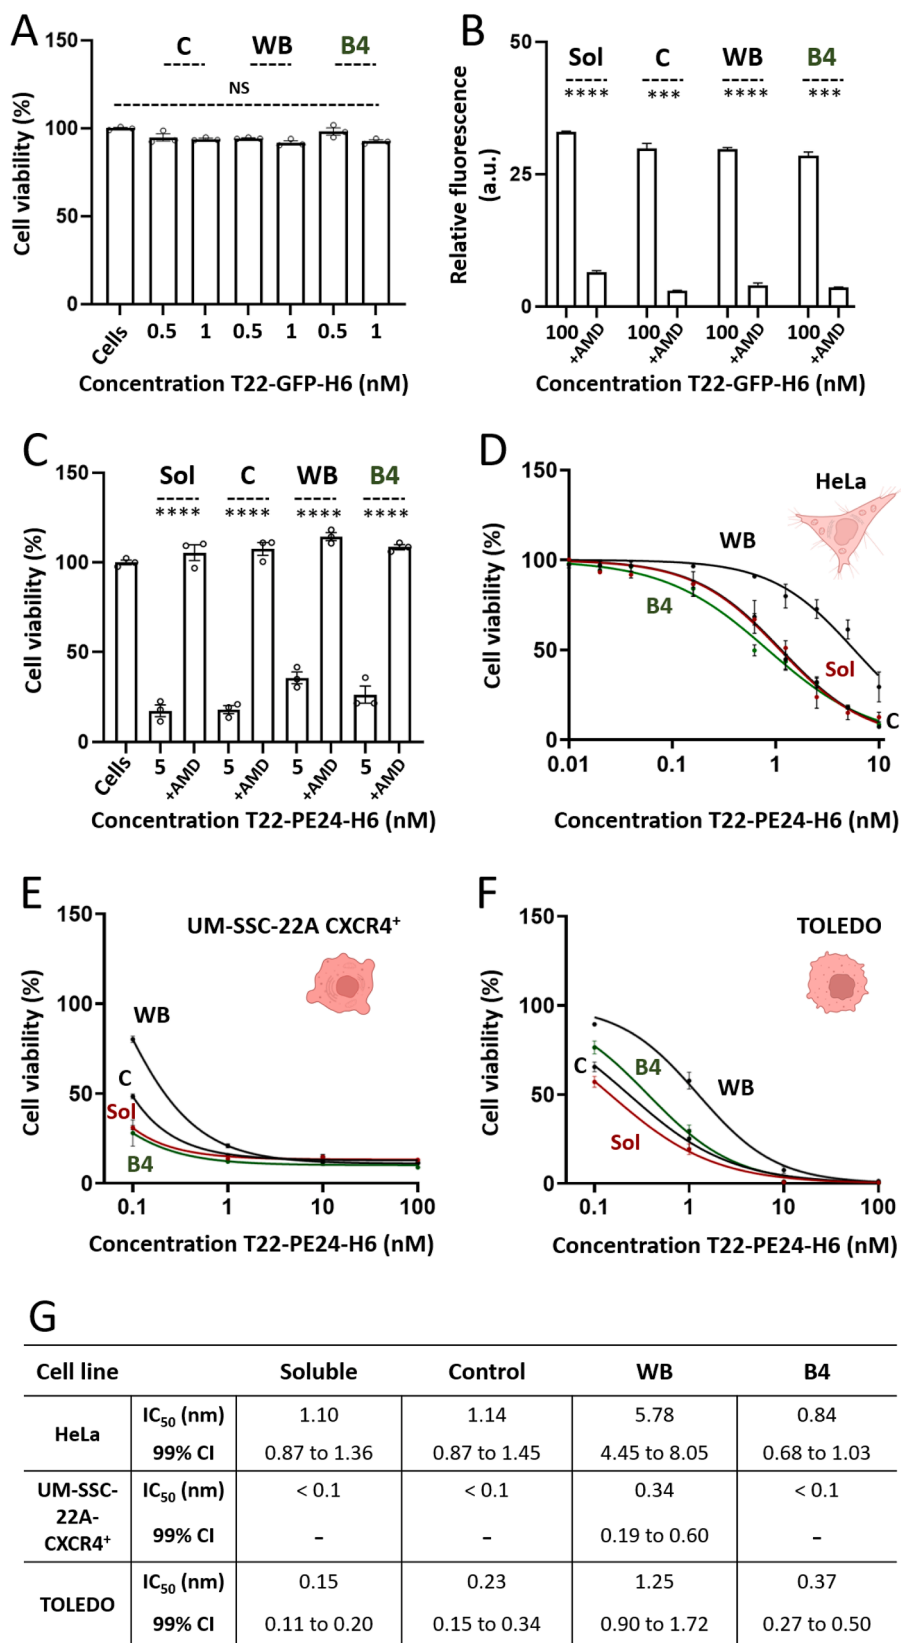 A
150
100
50
0
Cell viability (%)
C
WB
B4
NS
Cells
0.5
1
0.5
1
0.5
1
Concentration T22-GFP-H6 (nM)
B
50
25
0
Relative fluorescence
(a.u.)
Sol
C
WB
B4
****
***
****
***
100
+AMD
100
+AMD
100
+AMD
100
+AMD
Concentration T22-GFP-H6 (nM)
C
150
100
50
0
Cell viability (%)
Sol
C
WB
B4
****
****
****
****
Cells
5
+AMD
5
+AMD
5
+AMD
5
+AMD
Concentration T22-PE24-H6 (nM)
D
150
100
50
0
Cell viability (%)
HeLa
WB
B4
Sol
C
0.01
0.1
1
10
Concentration T22-PE24-H6 (nM)
E
150
100
50
0
Cell viability (%)
UM-SSC-22A CXCR4+
WB
C
Sol
B4
0.1
1
10
100
Concentration T22-PE24-H6 (nM)
F
150
100
50
0
Cell viability (%)
TOLEDO
C
B4
WB
Sol
0.1
1
10
100
Concentration T22-PE24-H6 (nM)
G
Cell line Soluble Control WB B4
HeLa
IC50 (nm) 1.10 1.14 5.78 0.84
99% CI 0.87 to 1.36 0.87 to 1.45 4.45 to 8.05 0.68 to 1.03
UM-SSC-
22A-
CXCR4+
IC50 (nm) < 0.1 < 0.1 0.34 < 0.1
99% CI – – 0.19 to 0.60 –
TOLEDO
IC50 (nm) 0.15 0.23 1.25 0.37
99% CI 0.11 to 0.20 0.15 to 0.34 0.90 to 1.72 0.27 to 0.50